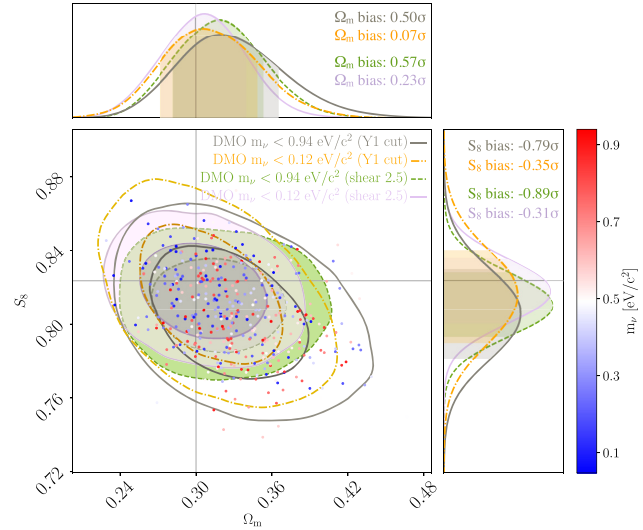 Ωm bias: 0.50σ
Ωm bias: 0.07σ
Ωm bias: 0.57σ
Ωm bias: 0.23σ
DMO mν < 0.94 eV/c² (Y1 cut)
DMO mν < 0.12 eV/c² (Y1 cut)
DMO mν < 0.94 eV/c² (shear 2.5)
DMO mν < 0.12 eV/c² (shear 2.5)
S8 bias: -0.79σ
S8 bias: -0.35σ
S8 bias: -0.89σ
S8 bias: -0.31σ
0.88
0.84
0.80
0.76
0.72
S8
0.24
0.30
0.36
0.42
0.48
Ωm
0.9
0.7
0.5
0.3
0.1
mν [eV/c²]